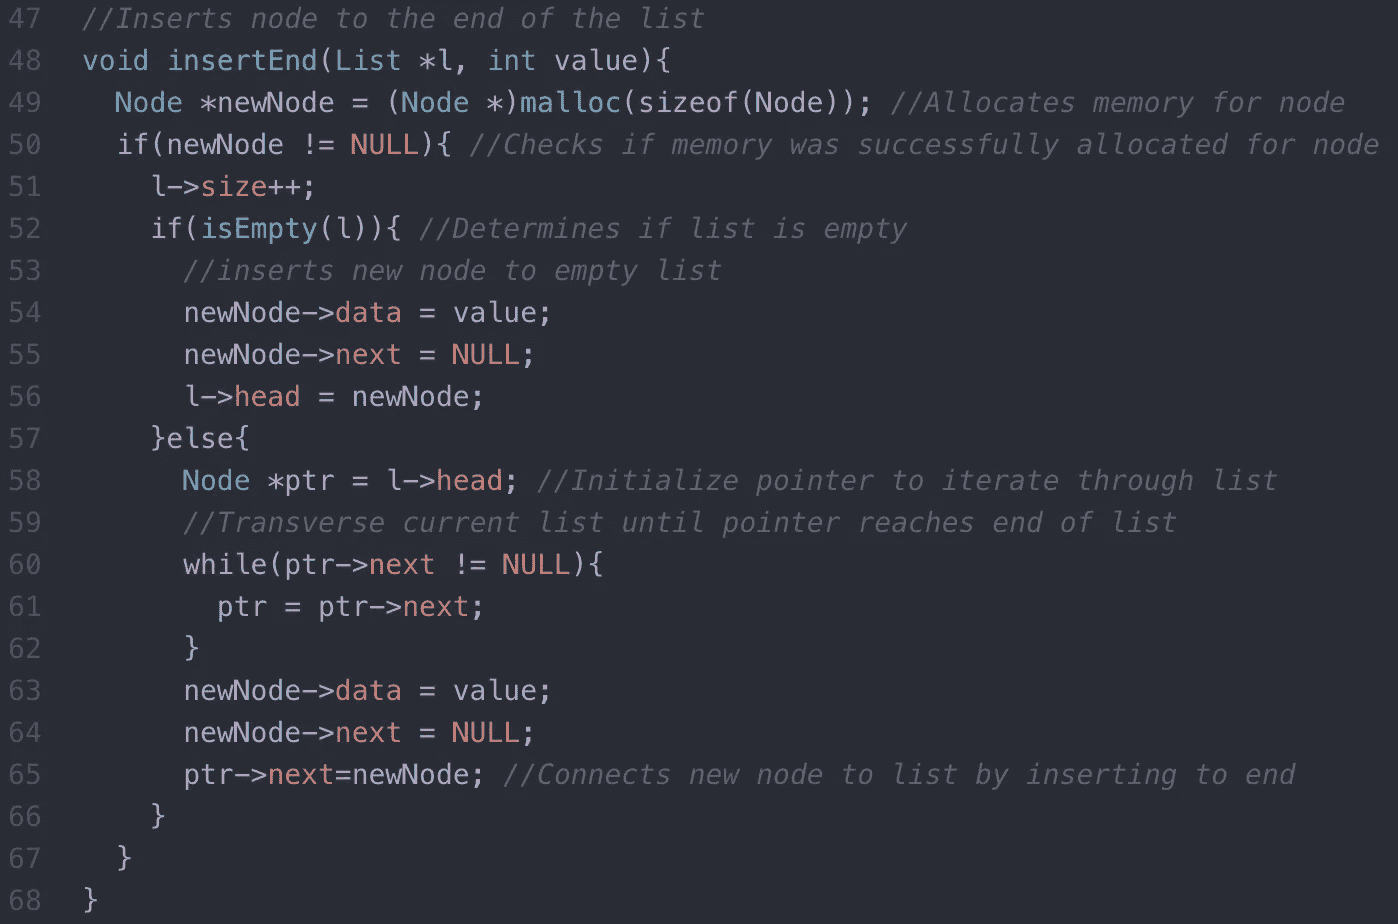 47 //Inserts node to the end of the list
48 void insertEnd(List *l, int value){
49   Node *newNode = (Node *)malloc(sizeof(Node)); //Allocates memory for node
50   if(newNode != NULL){ //Checks if memory was successfully allocated for node
51     l->size++;
52     if(isEmpty(l)){ //Determines if list is empty
53       //inserts new node to empty list
54       newNode->data = value;
55       newNode->next = NULL;
56       l->head = newNode;
57     }else{
58       Node *ptr = l->head; //Initialize pointer to iterate through list
59       //Transverse current list until pointer reaches end of list
60       while(ptr->next != NULL){
61         ptr = ptr->next;
62       }
63       newNode->data = value;
64       newNode->next = NULL;
65       ptr->next=newNode; //Connects new node to list by inserting to end
66     }
67   }
68 }